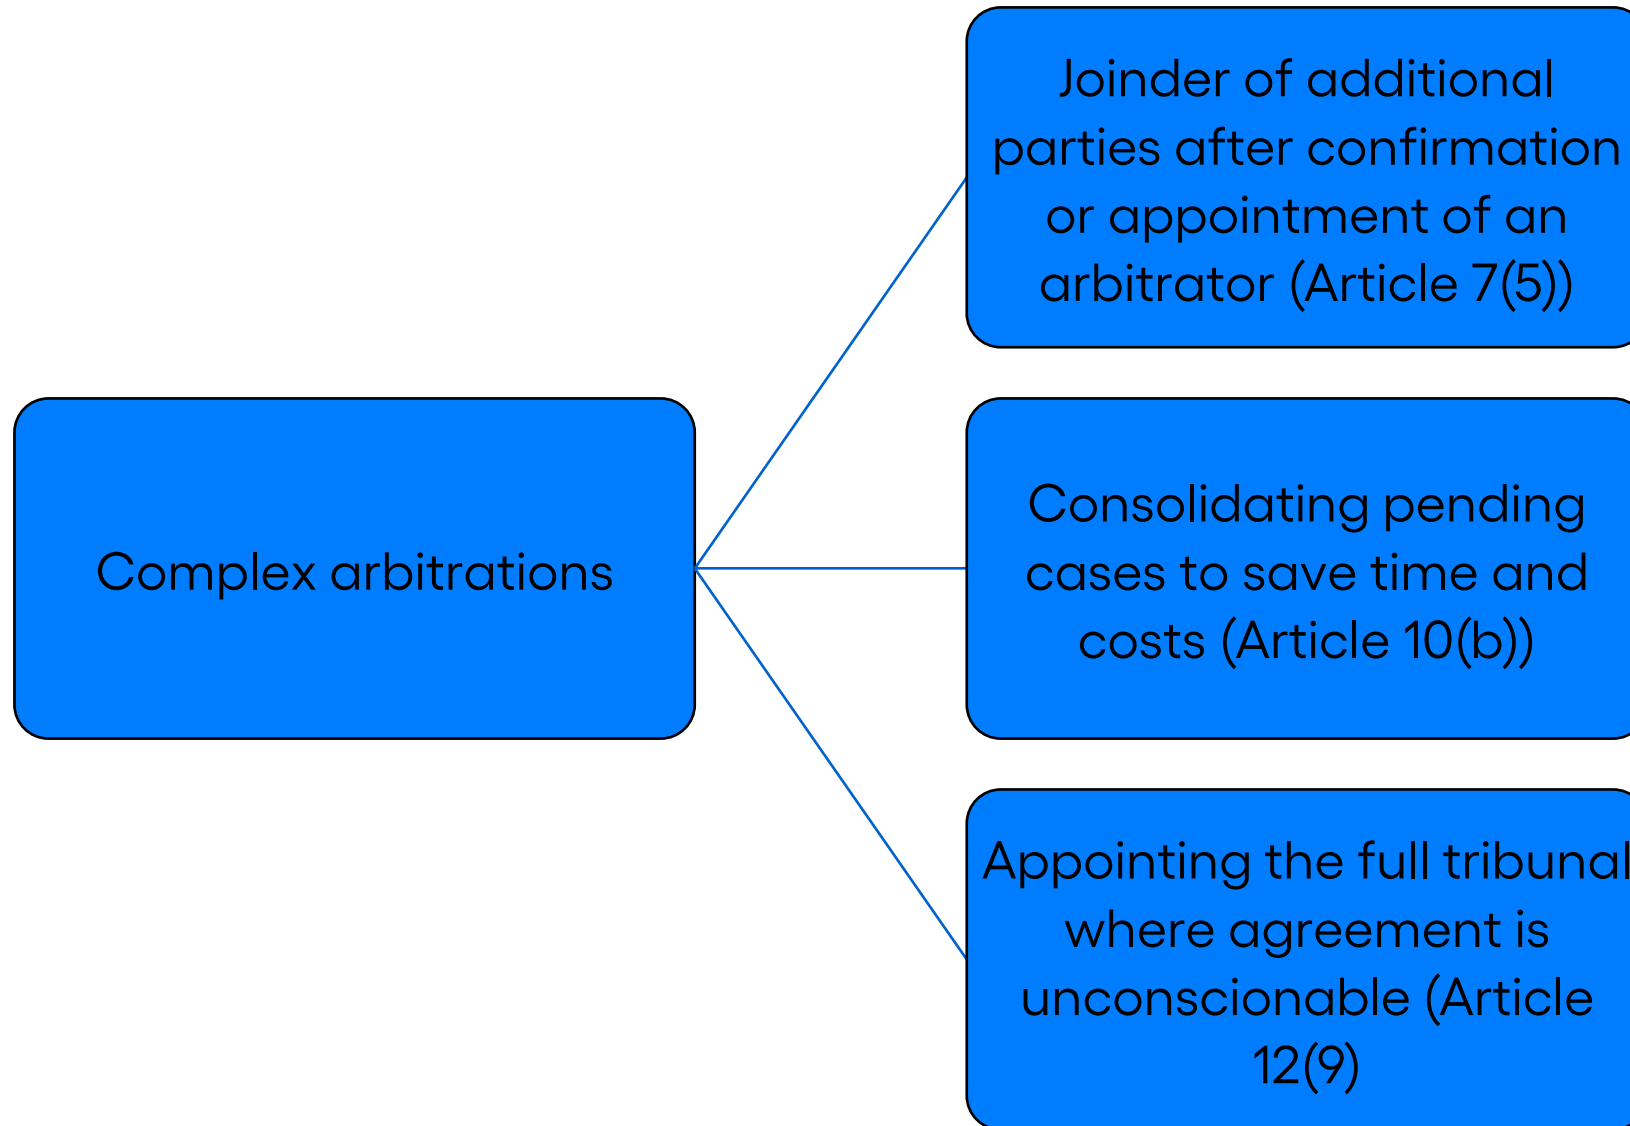 Joinder of additional
parties after confirmation
or appointment of an
arbitrator (Article 7(5))
Complex arbitrations
Consolidating pending
cases to save time and
costs (Article 10(b))
Appointing the full tribunal
where agreement is
unconscionable (Article
12(9)